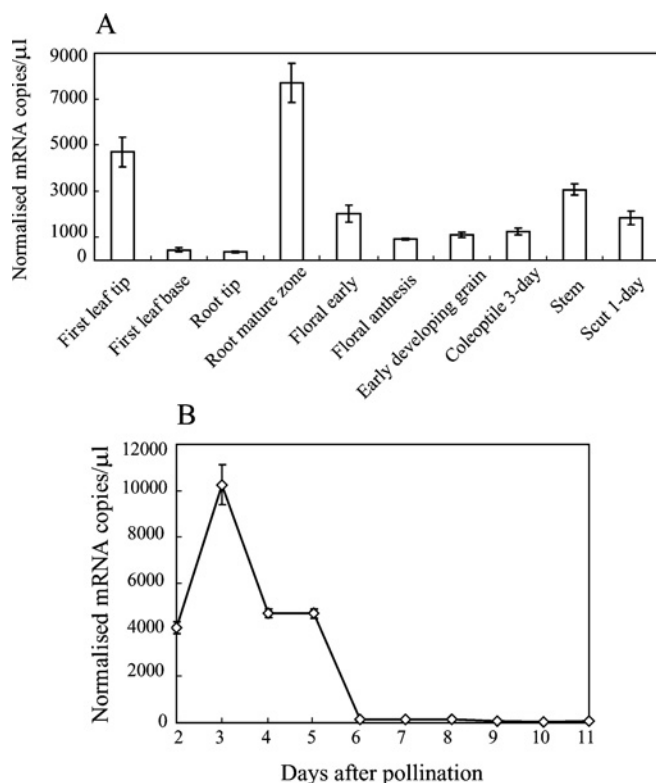 A
Normalised mRNA copies/µl
9000
7000
5000
3000
1000
0
First leaf tip
First leaf base
Root tip
Root mature zone
Floral early
Floral anthesis
Early developing grain
Coleoptile 3-day
Stem
Scut 1-day
B
Normalised mRNA copies/µl
12000
10000
8000
6000
4000
2000
0
2 3 4 5 6 7 8 9 10 11
Days after pollination